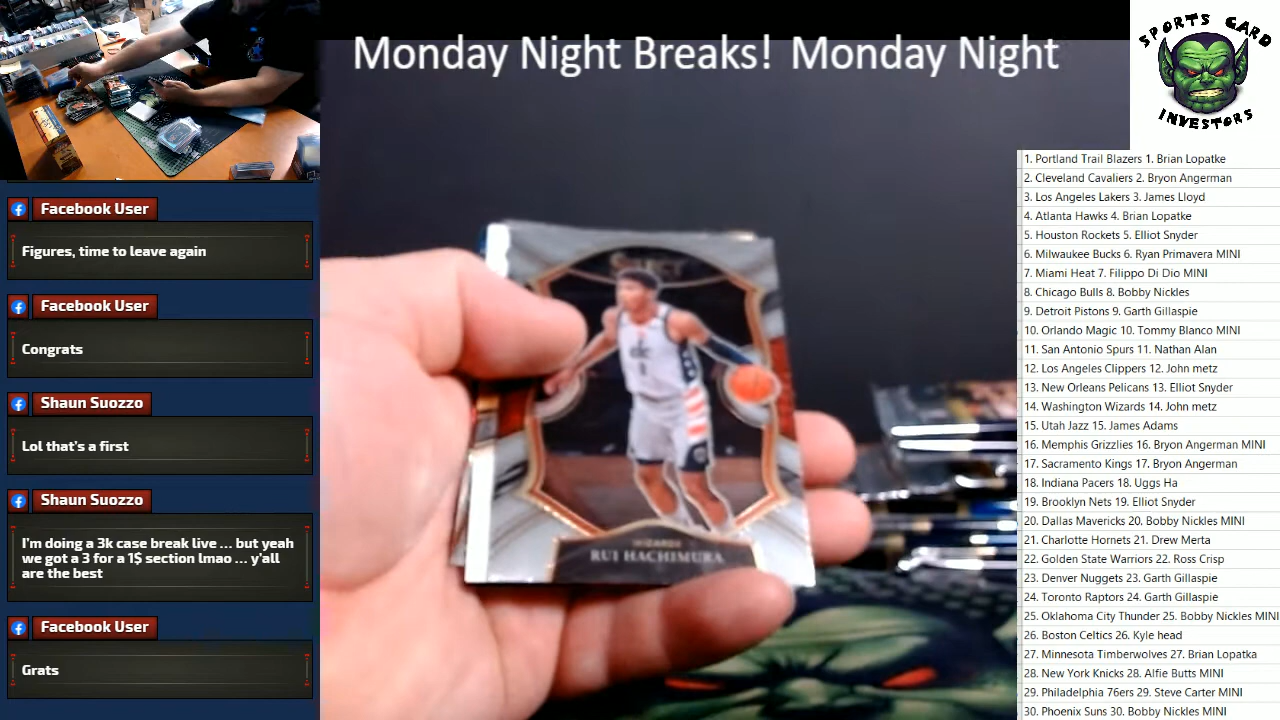 Monday Night Breaks! Monday Night
SPORTS CARD
INVESTORS
Facebook User
Figures, time to leave again
Facebook User
Congrats
Shaun Suozzo
Lol that's a first
Shaun Suozzo
I'm doing a 3k case break live ... but yeah
we got a 3 for a 1$ section lmao ... y'all
are the best
Facebook User
Grats
SELECT
WIZARDS
RUI HACHIMURA
1. Portland Trail Blazers 1. Brian Lopatke
2. Cleveland Cavaliers 2. Bryon Angerman
3. Los Angeles Lakers 3. James Lloyd
4. Atlanta Hawks 4. Brian Lopatke
5. Houston Rockets 5. Elliot Snyder
6. Milwaukee Bucks 6. Ryan Primavera MINI
7. Miami Heat 7. Filippo Di Dio MINI
8. Chicago Bulls 8. Bobby Nickles
9. Detroit Pistons 9. Garth Gillaspie
10. Orlando Magic 10. Tommy Blanco MINI
11. San Antonio Spurs 11. Nathan Alan
12. Los Angeles Clippers 12. John metz
13. New Orleans Pelicans 13. Elliot Snyder
14. Washington Wizards 14. John metz
15. Utah Jazz 15. James Adams
16. Memphis Grizzlies 16. Bryon Angerman MINI
17. Sacramento Kings 17. Bryon Angerman
18. Indiana Pacers 18. Uggs Ha
19. Brooklyn Nets 19. Elliot Snyder
20. Dallas Mavericks 20. Bobby Nickles MINI
21. Charlotte Hornets 21. Drew Merta
22. Golden State Warriors 22. Ross Crisp
23. Denver Nuggets 23. Garth Gillaspie
24. Toronto Raptors 24. Garth Gillaspie
25. Oklahoma City Thunder 25. Bobby Nickles MINI
26. Boston Celtics 26. Kyle head
27. Minnesota Timberwolves 27. Brian Lopatka
28. New York Knicks 28. Alfie Butts MINI
29. Philadelphia 76ers 29. Steve Carter MINI
30. Phoenix Suns 30. Bobby Nickles MINI